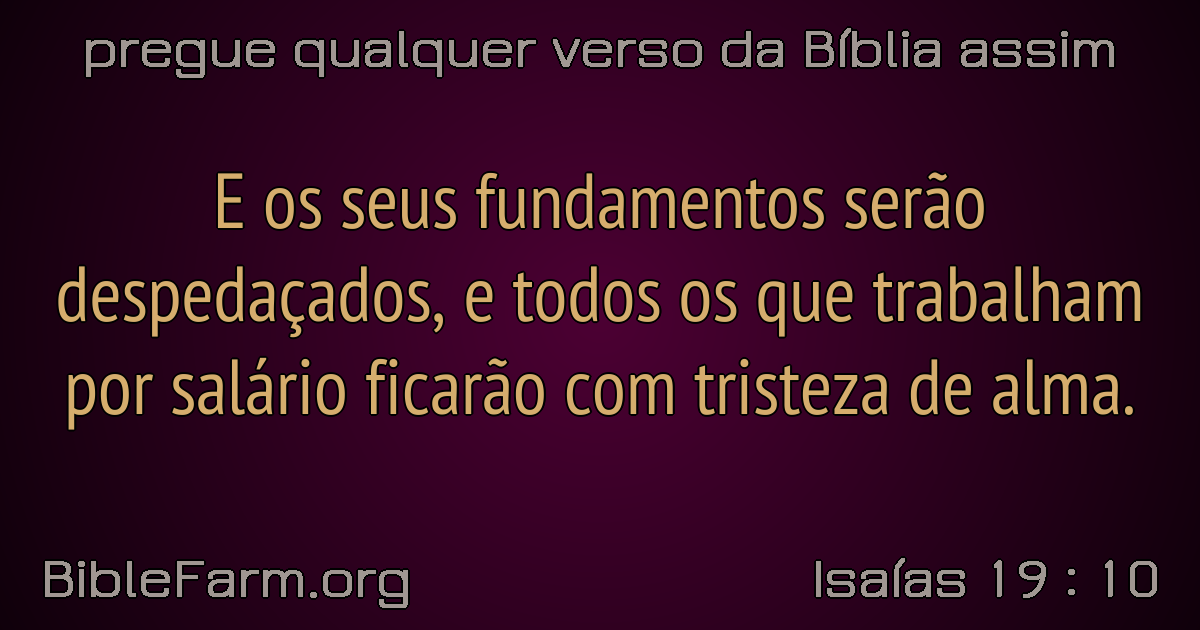 pregue qualquer verso da Bíblia assim
E os seus fundamentos serão
despedaçados, e todos os que trabalham
por salário ficarão com tristeza de alma.
BibleFarm.org
Isaías 19 : 10